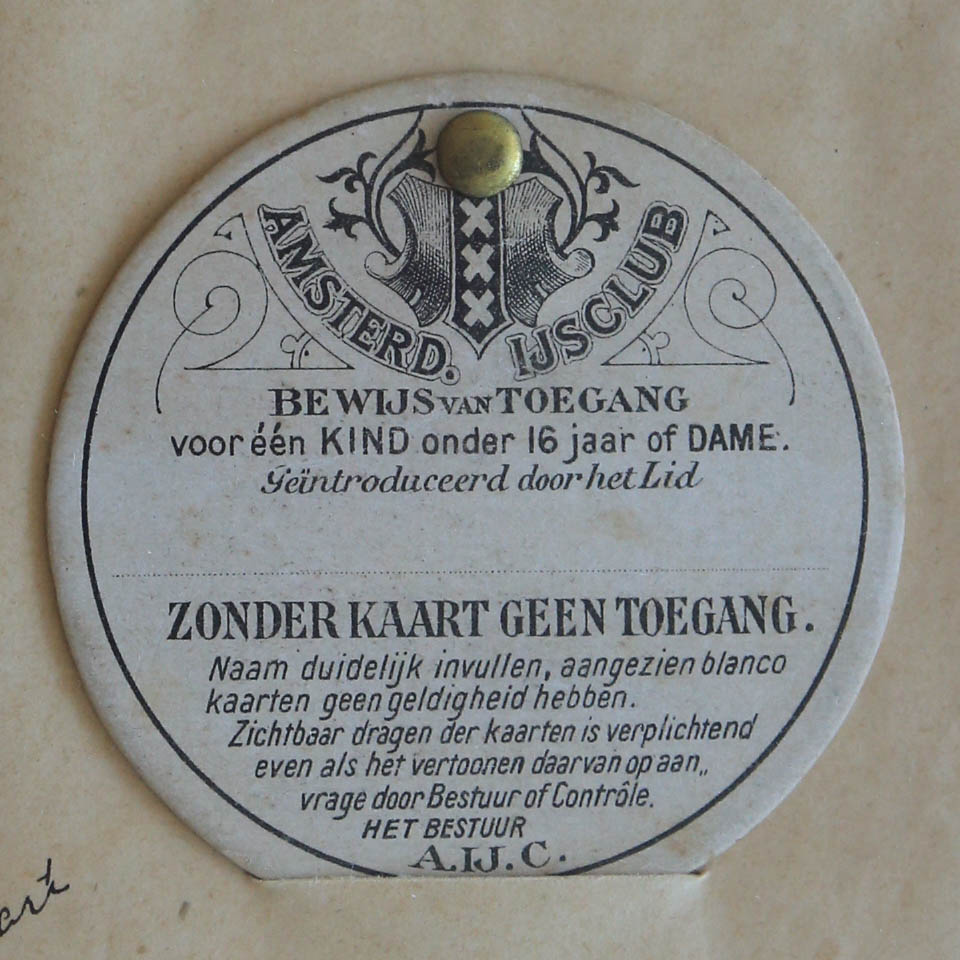 AMSTERD. IJSCLUB
BEWIJS VAN TOEGANG
voor één KIND onder 16 jaar of DAME.
Geïntroduceerd door het Lid
ZONDER KAART GEEN TOEGANG.
Naam duidelijk invullen, aangezien blanco
kaarten geen geldigheid hebben.
Zichtbaar dragen der kaarten is verplichtend
even als het vertoonen daarvan op aan„
vrage door Bestuur of Contrôle.
HET BESTUUR
A.IJ.C.